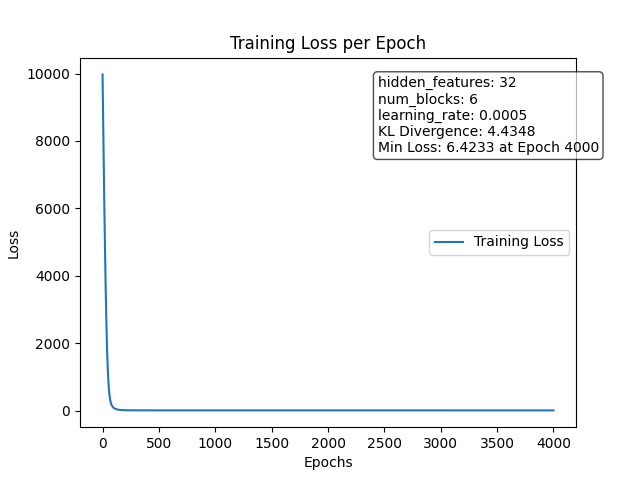 Training Loss per Epoch
10000
8000
6000
4000
2000
0
Loss
hidden_features: 32
num_blocks: 6
learning_rate: 0.0005
KL Divergence: 4.4348
Min Loss: 6.4233 at Epoch 4000
Training Loss
0 500 1000 1500 2000 2500 3000 3500 4000
Epochs